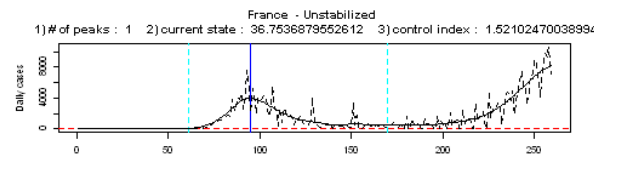 France - Unstabilized
1) # of peaks : 1 2) current state : 36.7536879552612 3) control index : 1.52102470038994
Daily cases
8000
4000
0
0 50 100 150 200 250